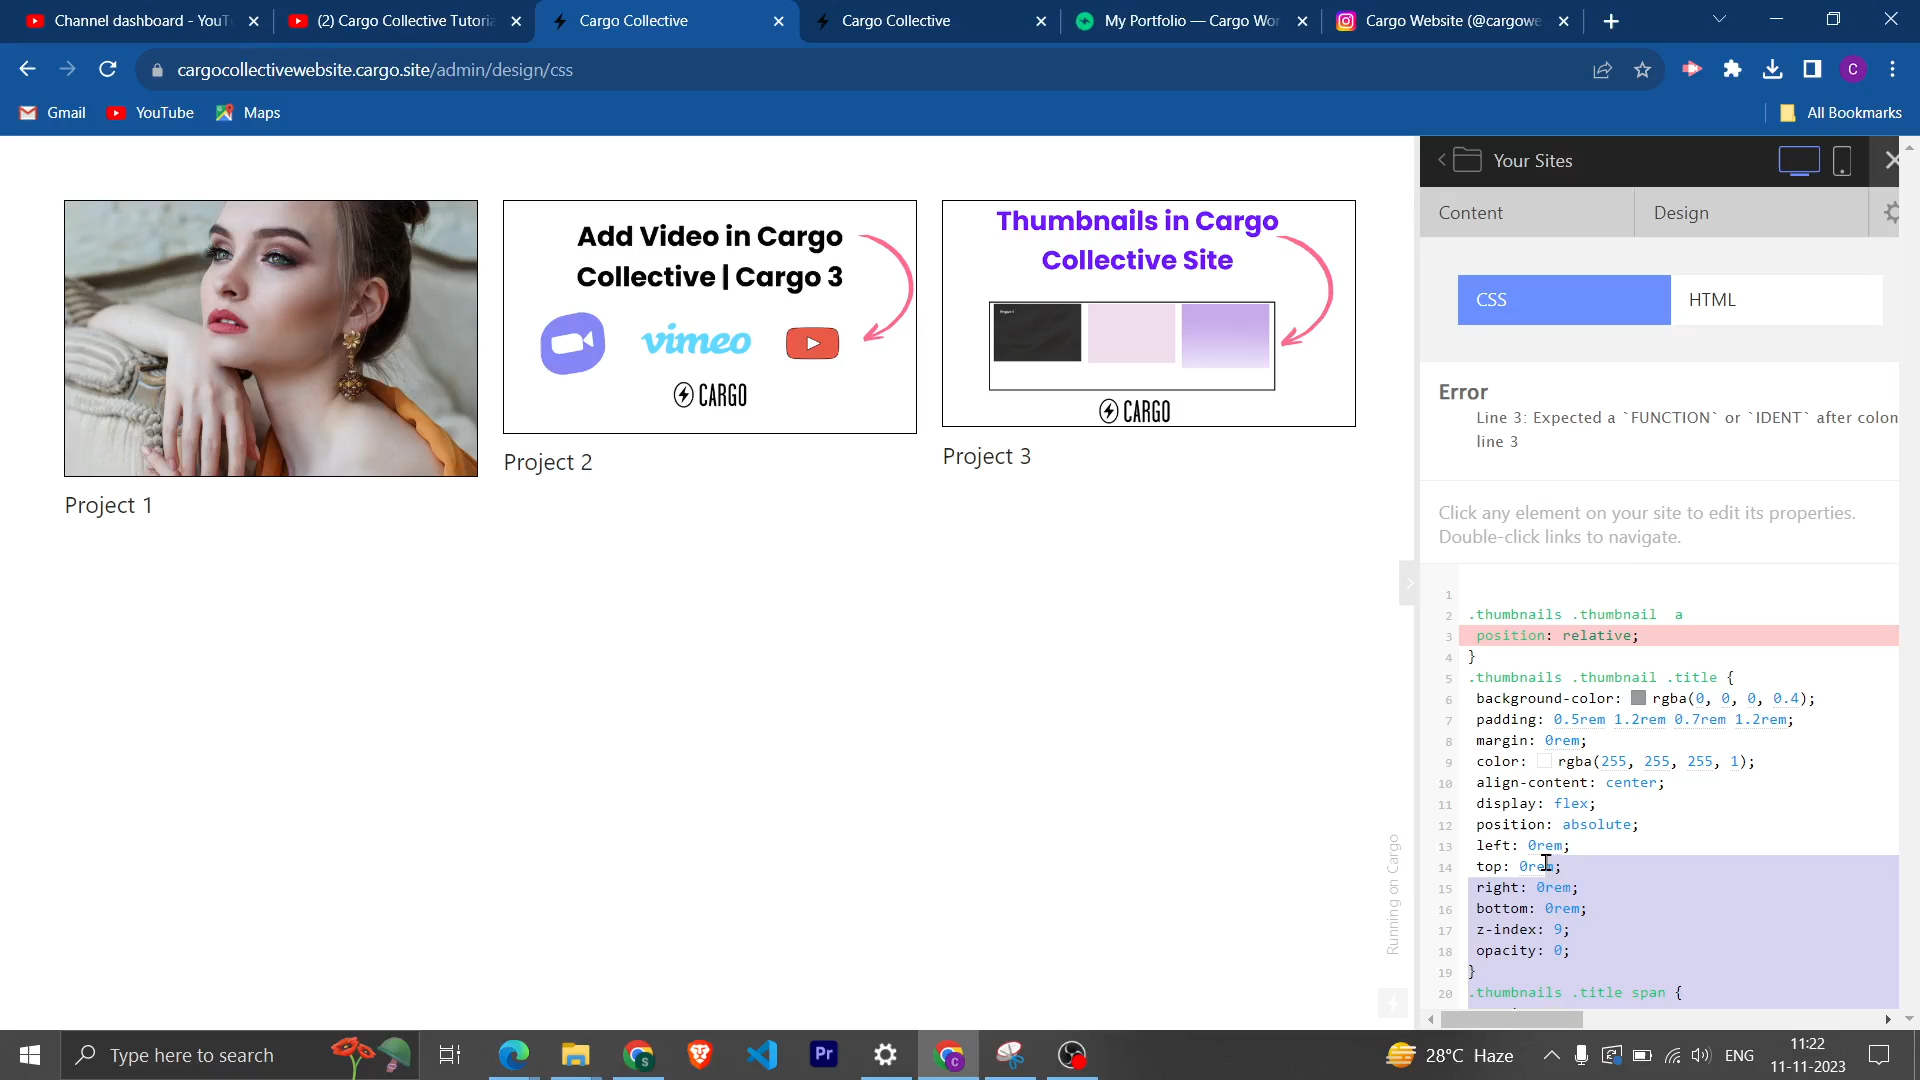 Channel dashboard - YouT
(2) Cargo Collective Tutoria
Cargo Collective
Cargo Collective
My Portfolio — Cargo Wor
Cargo Website (@cargowe
cargocollectivewebsite.cargo.site/admin/design/css
C
Gmail
YouTube
Maps
All Bookmarks
Add Video in Cargo
Collective | Cargo 3
vimeo
CARGO
Project 1
Project 2
Thumbnails in Cargo
Collective Site
Project 1
CARGO
Project 3
Running on Cargo
Your Sites
Content
Design
CSS
HTML
Error
Line 3: Expected a `FUNCTION` or `IDENT` after colon
line 3
Click any element on your site to edit its properties.
Double-click links to navigate.
1
2 .thumbnails .thumbnail  a
3 position: relative;
4 }
5 .thumbnails .thumbnail .title {
6 background-color: rgba(0, 0, 0, 0.4);
7 padding: 0.5rem 1.2rem 0.7rem 1.2rem;
8 margin: 0rem;
9 color: rgba(255, 255, 255, 1);
10 align-content: center;
11 display: flex;
12 position: absolute;
13 left: 0rem;
14 top: 0rem;
15 right: 0rem;
16 bottom: 0rem;
17 z-index: 9;
18 opacity: 0;
19 }
20 .thumbnails .title span {
Type here to search
S
Pr
C
28°C Haze
ENG
11:22
11-11-2023